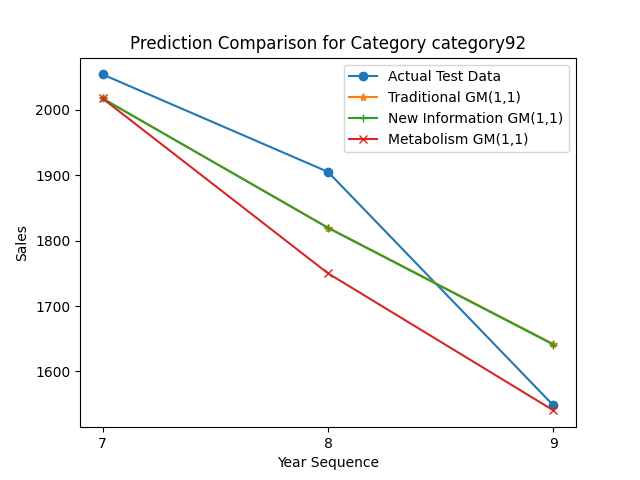 Prediction Comparison for Category category92
Actual Test Data
Traditional GM(1,1)
New Information GM(1,1)
Metabolism GM(1,1)
Sales
2000
1900
1800
1700
1600
7
8
9
Year Sequence